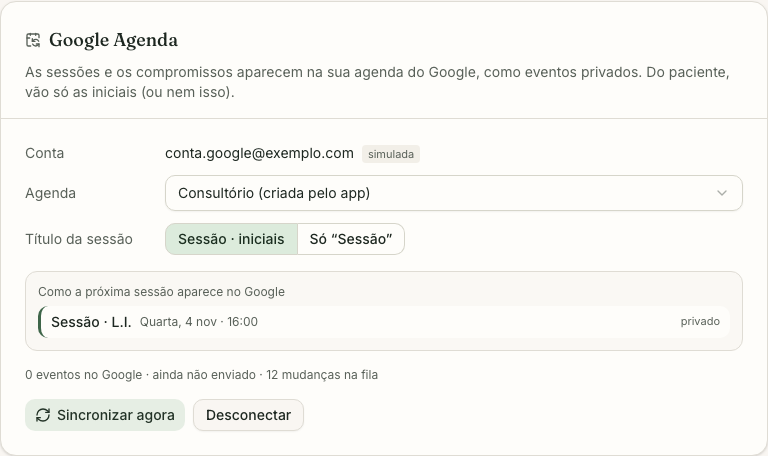 Google Agenda
As sessões e os compromissos aparecem na sua agenda do Google, como eventos privados. Do paciente,
vão só as iniciais (ou nem isso).
Conta
conta.google@exemplo.com simulada
Agenda
Consultório (criada pelo app)
Título da sessão
Sessão · iniciais
Só “Sessão”
Como a próxima sessão aparece no Google
Sessão · L.I. Quarta, 4 nov · 16:00 privado
0 eventos no Google · ainda não enviado · 12 mudanças na fila
Sincronizar agora
Desconectar